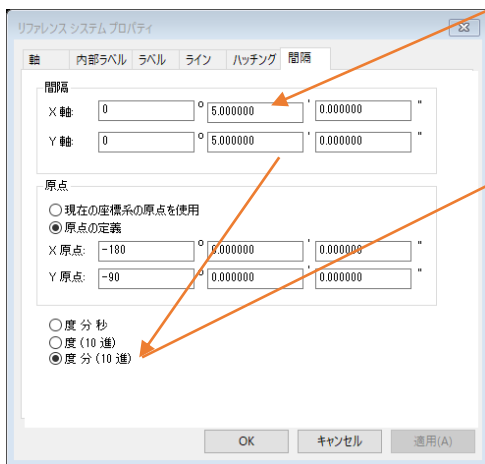 リファレンス システム プロパティ
軸 内部ラベル ラベル ライン ハッチング 間隔
間隔
X 軸: 0 ° 5.000000 ' 0.000000 "
Y 軸: 0 ° 5.000000 ' 0.000000 "
原点
現在の座標系の原点を使用
原点の定義
X 原点: -180 ° 0.000000 ' 0.000000 "
Y 原点: -90 ° 0.000000 ' 0.000000 "
度 分 秒
度 (10 進)
度 分 (10 進)
OK キャンセル 適用(A)